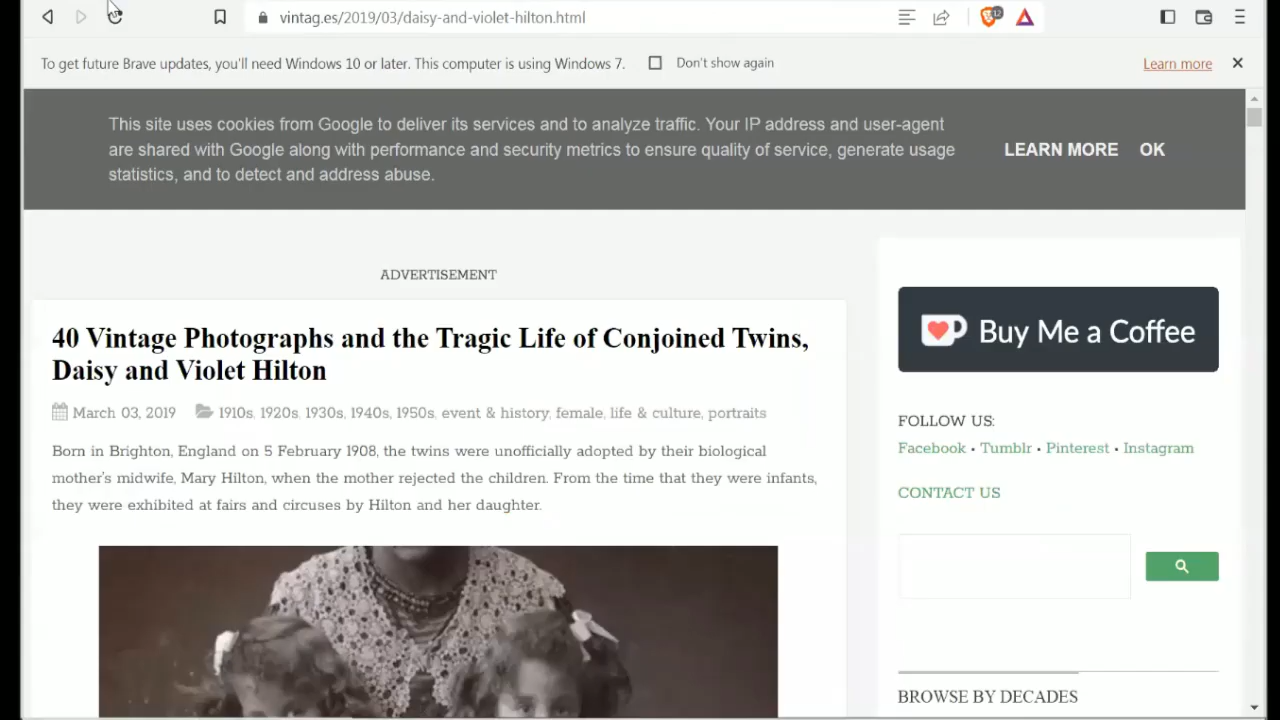 vintag.es/2019/03/daisy-and-violet-hilton.html
12
To get future Brave updates, you'll need Windows 10 or later. This computer is using Windows 7.
Don't show again
Learn more
This site uses cookies from Google to deliver its services and to analyze traffic. Your IP address and user-agent
are shared with Google along with performance and security metrics to ensure quality of service, generate usage
statistics, and to detect and address abuse.
LEARN MORE
OK
ADVERTISEMENT
40 Vintage Photographs and the Tragic Life of Conjoined Twins,
Daisy and Violet Hilton
March 03, 2019 1910s, 1920s, 1930s, 1940s, 1950s, event & history, female, life & culture, portraits
Born in Brighton, England on 5 February 1908, the twins were unofficially adopted by their biological
mother's midwife, Mary Hilton, when the mother rejected the children. From the time that they were infants,
they were exhibited at fairs and circuses by Hilton and her daughter.
Buy Me a Coffee
FOLLOW US:
Facebook • Tumblr • Pinterest • Instagram
CONTACT US
BROWSE BY DECADES